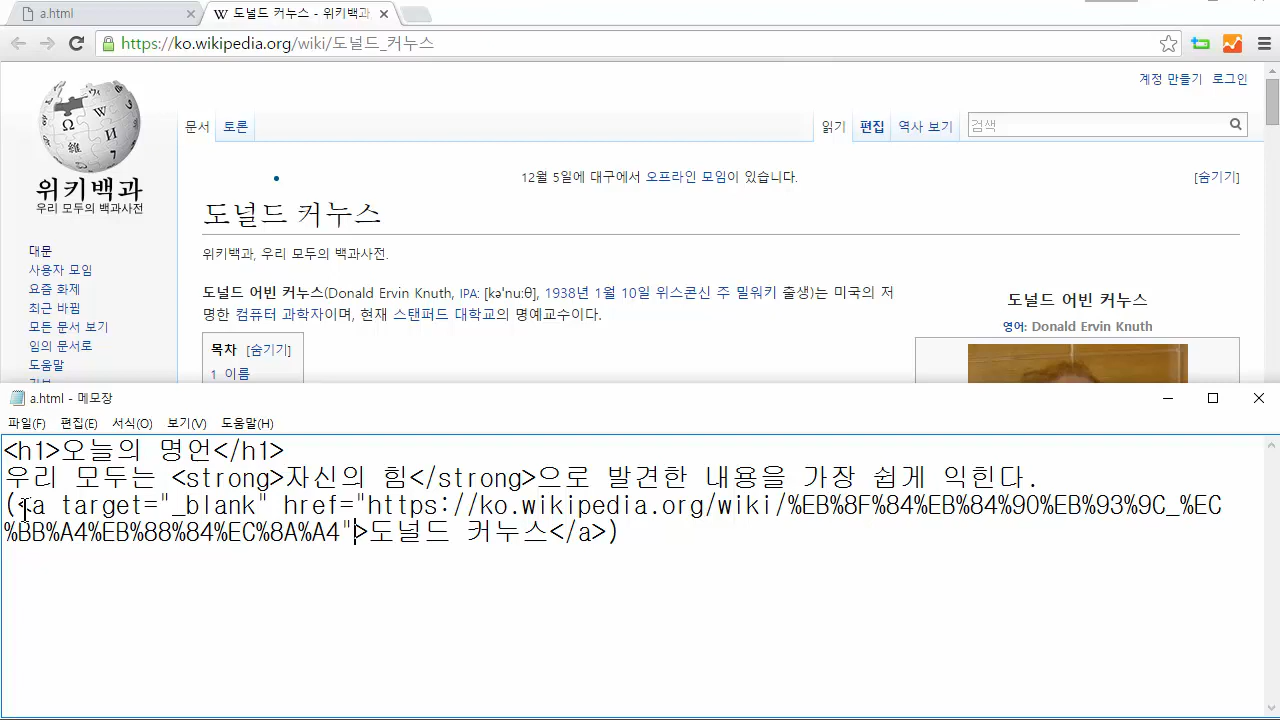 a.html
도널드 커누스 - 위키백과
https://ko.wikipedia.org/wiki/도널드_커누스
계정 만들기 로그인
문서 토론 읽기 편집 역사 보기 검색
위키백과
우리 모두의 백과사전
대문
사용자 모임
요즘 화제
최근 바뀜
모든 문서 보기
임의 문서로
도움말
12월 5일에 대구에서 오프라인 모임이 있습니다. [숨기기]
도널드 커누스
위키백과, 우리 모두의 백과사전.
도널드 어빈 커누스(Donald Ervin Knuth, IPA: [kəˈnuːθ], 1938년 1월 10일 위스콘신 주 밀워키 출생)는 미국의 저
명한 컴퓨터 과학자이며, 현재 스탠퍼드 대학교의 명예교수이다.
목차 [숨기기]
1 이름
도널드 어빈 커누스
영어: Donald Ervin Knuth
a.html - 메모장
파일(F) 편집(E) 서식(O) 보기(V) 도움말(H)
<h1>오늘의 명언</h1>
우리 모두는 <strong>자신의 힘</strong>으로 발견한 내용을 가장 쉽게 익힌다.
(<a target="_blank" href="https://ko.wikipedia.org/wiki/%EB%8F%84%EB%84%90%EB%93%9C_%EC
%BB%A4%EB%88%84%EC%8A%A4">도널드 커누스</a>)